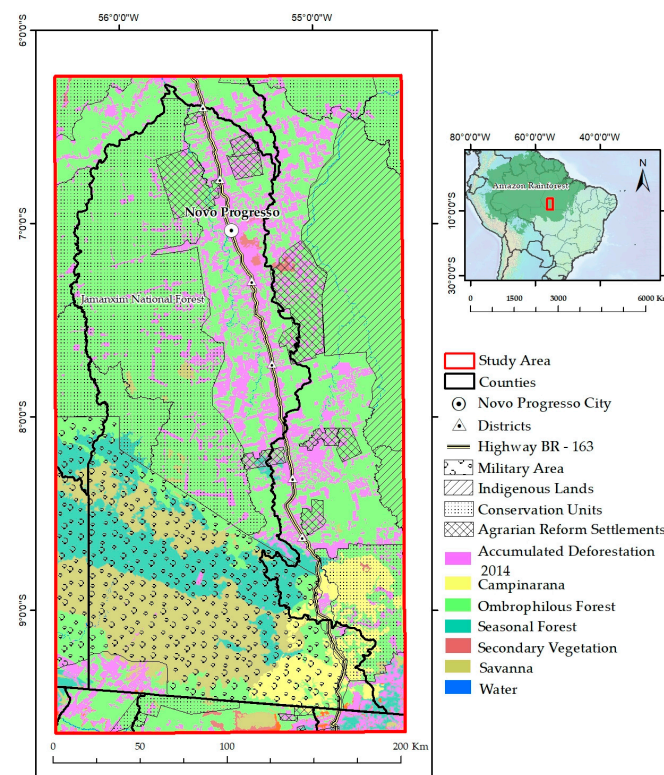 56°0'0"W 55°0'0"W
6°0'0"S
7°0'0"S
8°0'0"S
9°0'0"S
Novo Progresso
Jamanxim National Forest
0 50 100 200 Km
80°0'0"W 60°0'0"W 40°0'0"W
N
Amazon Rainforest
10°0'0"S
30°0'0"S
0 1500 3000 6000 Km
Study Area
Counties
Novo Progresso City
Districts
Highway BR - 163
Military Area
Indigenous Lands
Conservation Units
Agrarian Reform Settlements
Accumulated Deforestation
2014
Campinarana
Ombrophilous Forest
Seasonal Forest
Secondary Vegetation
Savanna
Water